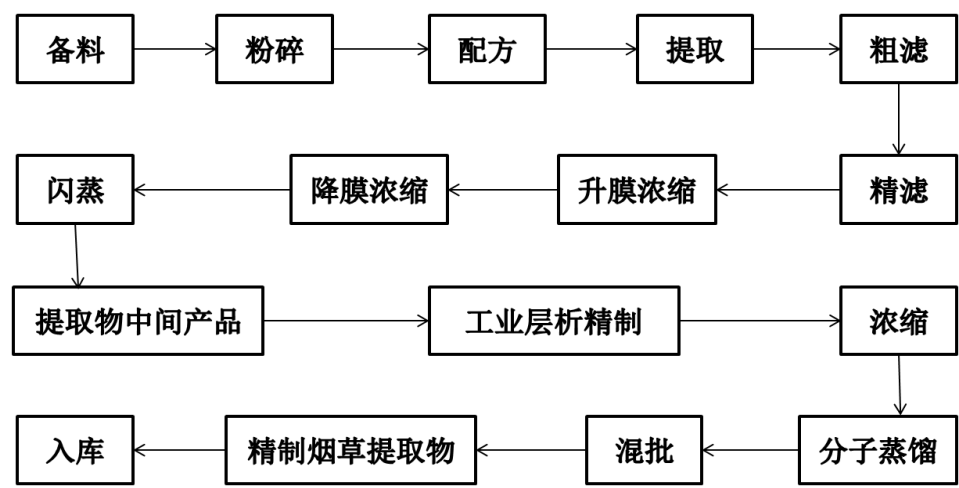 备料
粉碎
配方
提取
粗滤
精滤
升膜浓缩
降膜浓缩
闪蒸
提取物中间产品
工业层析精制
浓缩
分子蒸馏
混批
精制烟草提取物
入库